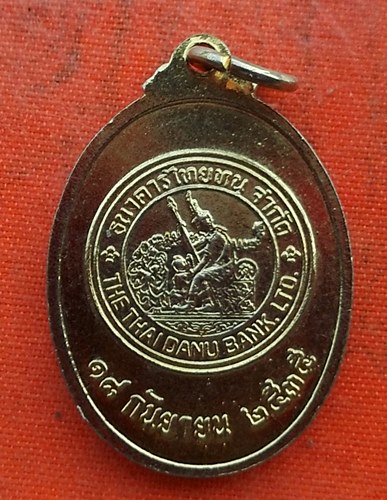 ธนาคารไทยทนุ จำกัด
THE THAI DANU BANK. LTD.
๑๘ กันยายน ๒๕๓๕